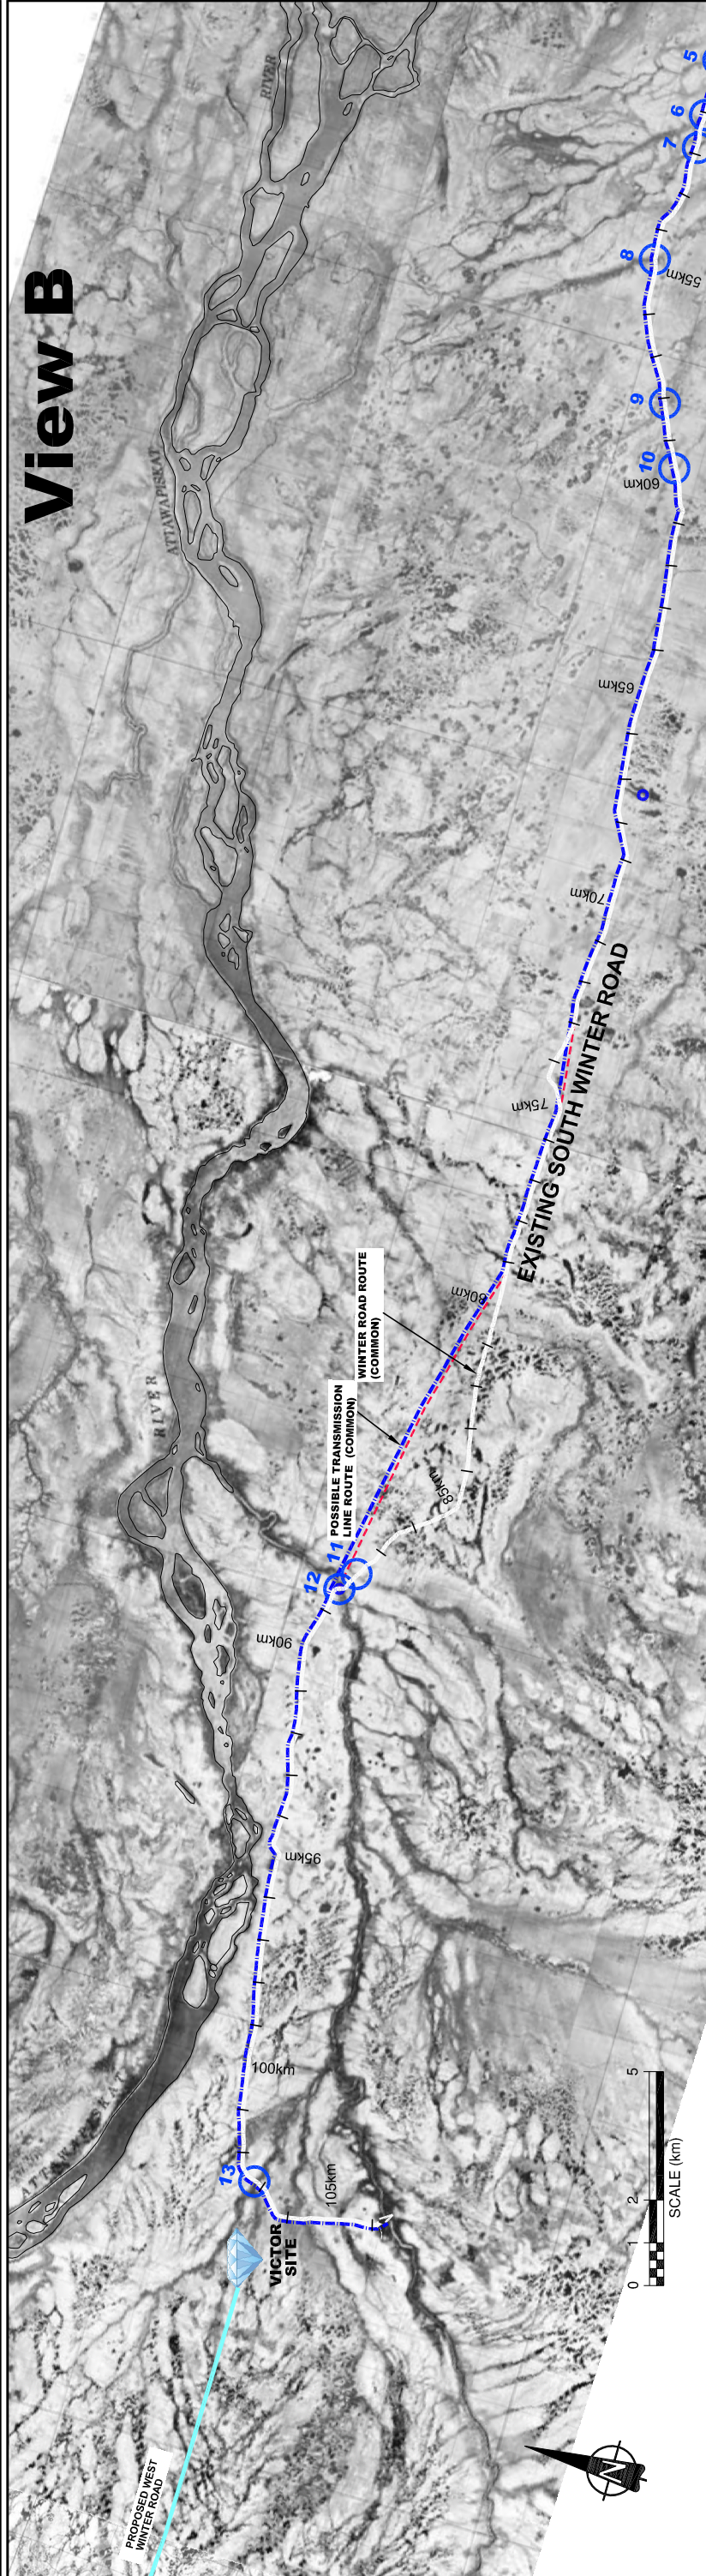 View B
RIVER
5
6
7
8
55km
9
10
60km
ATTAWAPISKAT
65km
70km
EXISTING SOUTH WINTER ROAD
75km
80km
WINTER ROAD ROUTE
(COMMON)
POSSIBLE TRANSMISSION
LINE ROUTE (COMMON)
RIVER
85km
11
12
90km
95km
100km
13
105km
VICTOR
SITE
0
1
2
5
SCALE (km)
PROPOSED WEST
WINTER ROAD
N